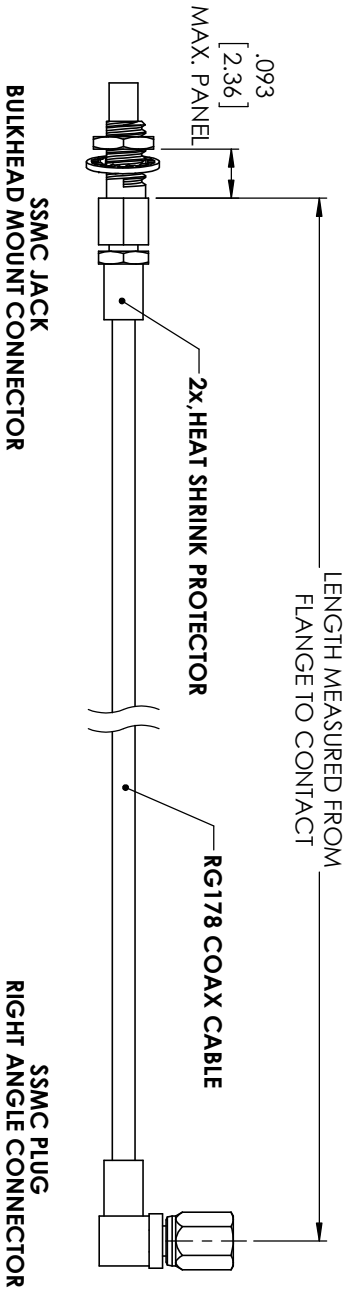 .093
[2.36]
MAX. PANEL
LENGTH MEASURED FROM
FLANGE TO CONTACT
2x,HEAT SHRINK PROTECTOR
RG178 COAX CABLE
SSMC JACK
BULKHEAD MOUNT CONNECTOR
SSMC PLUG
RIGHT ANGLE CONNECTOR